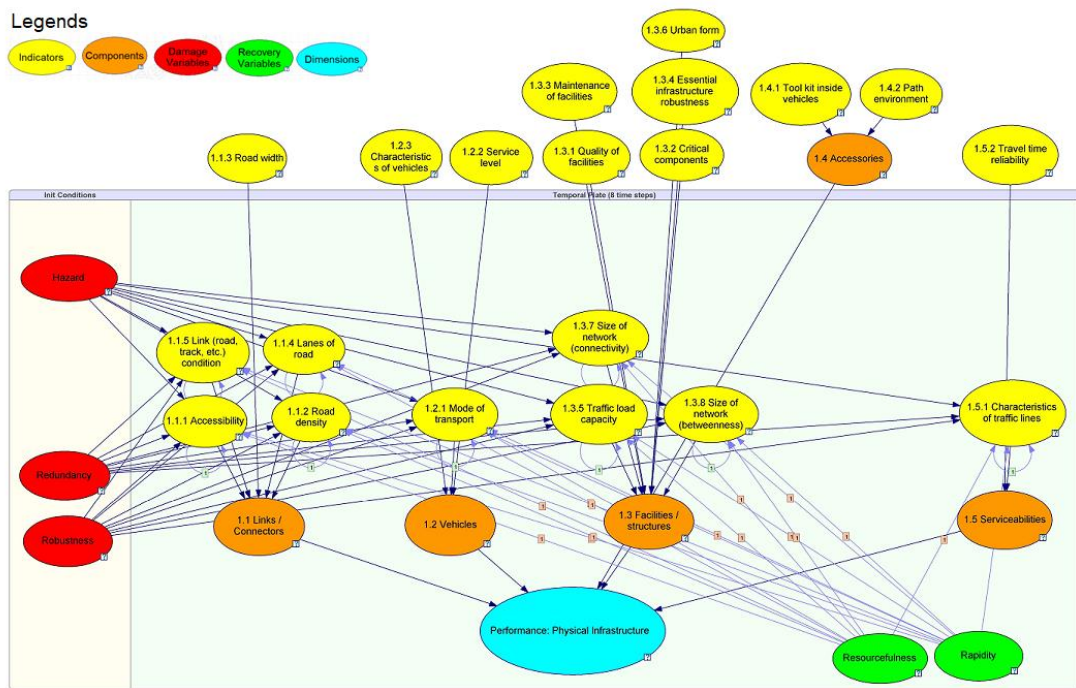 Legends
Indicators
Components
Damage
Variables
Recovery
Variables
Dimensions
1.3.6 Urban form
1.3.3 Maintenance
of facilities
1.3.4 Essential
infrastructure
robustness
1.4.1 Tool kit inside
vehicles
1.4.2 Path
environment
1.1.3 Road width
1.2.3
Characteristic
s of vehicles
1.2.2 Service
level
1.3.1 Quality of
facilities
1.3.2 Critical
components
1.4 Accessories
1.5.2 Travel time
reliability
Init Conditions
Temporal Plate (8 time steps)
Hazard
1.1.5 Link (road,
track, etc.)
condition
1.1.4 Lanes of
road
1.3.7 Size of
network
(connectivity)
1.1.1 Accessibility
1.1.2 Road
density
1.2.1 Mode of
transport
1.3.5 Traffic load
capacity
1.3.8 Size of
network
(betweenness)
1.5.1 Characteristics
of traffic lines
Redundancy
Robustness
1.1 Links /
Connectors
1.2 Vehicles
1.3 Facilities /
structures
1.5 Serviceabilities
Performance: Physical Infrastructure
Resourcefulness
Rapidity